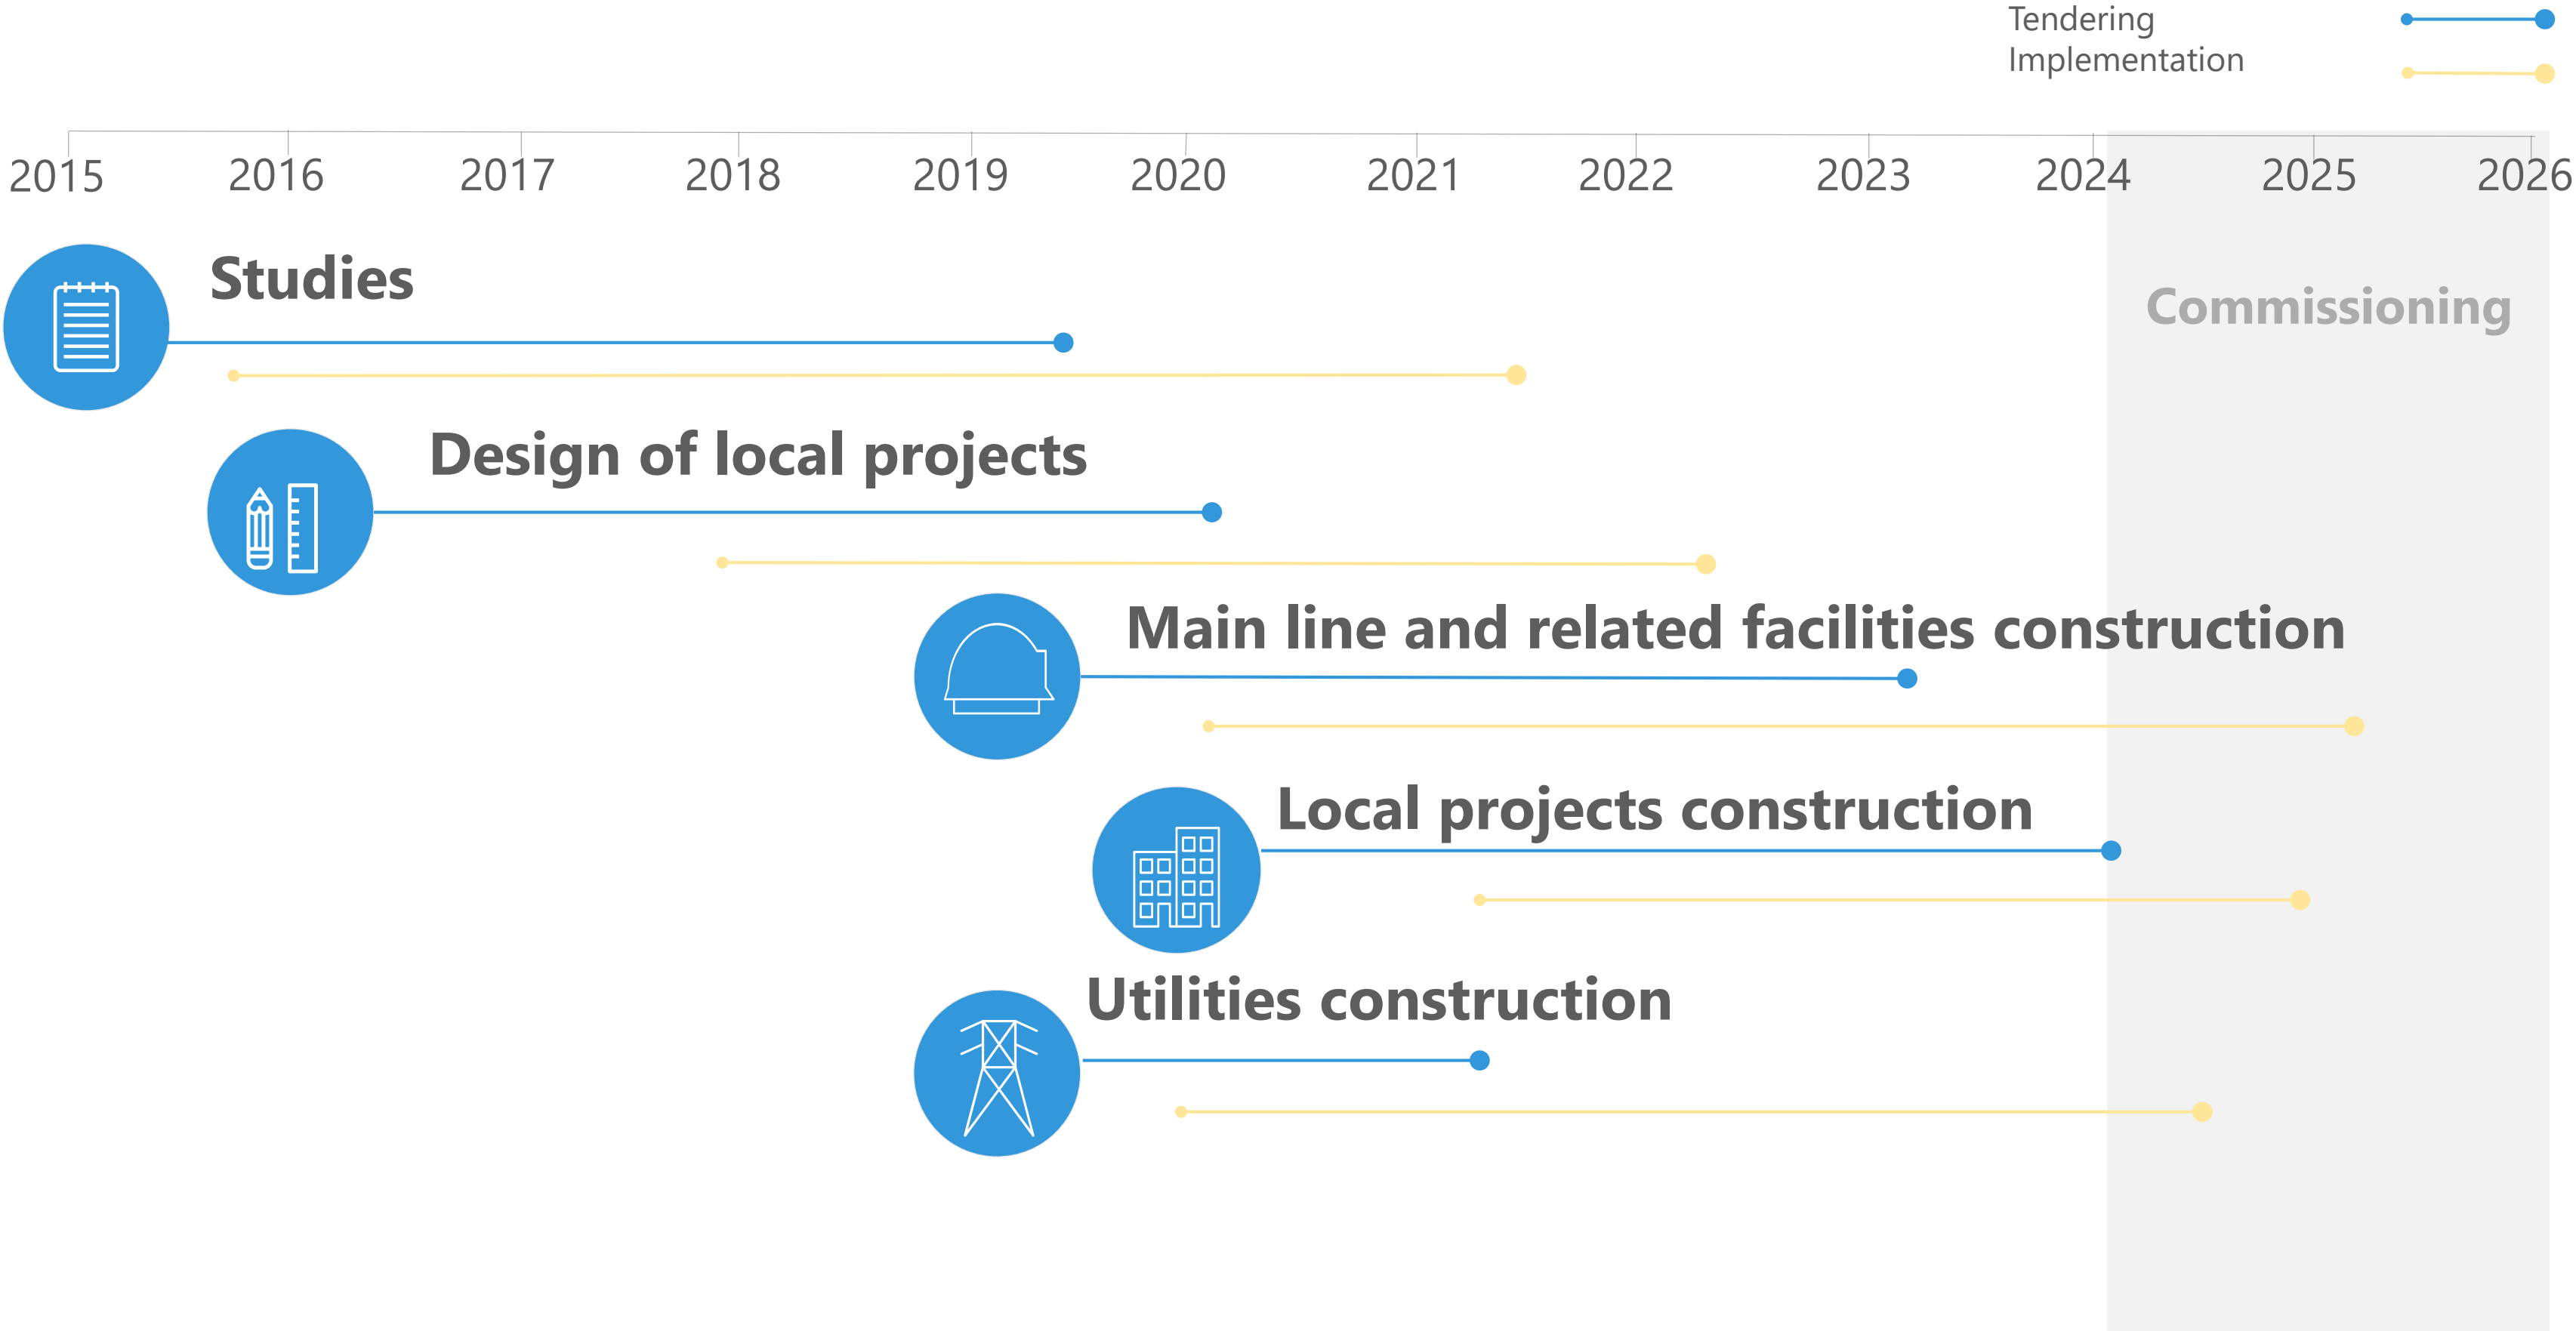 Tendering
Implementation
2015 2016 2017 2018 2019 2020 2021 2022 2023 2024 2025 2026
Studies
Commissioning
Design of local projects
Main line and related facilities construction
Local projects construction
Utilities construction